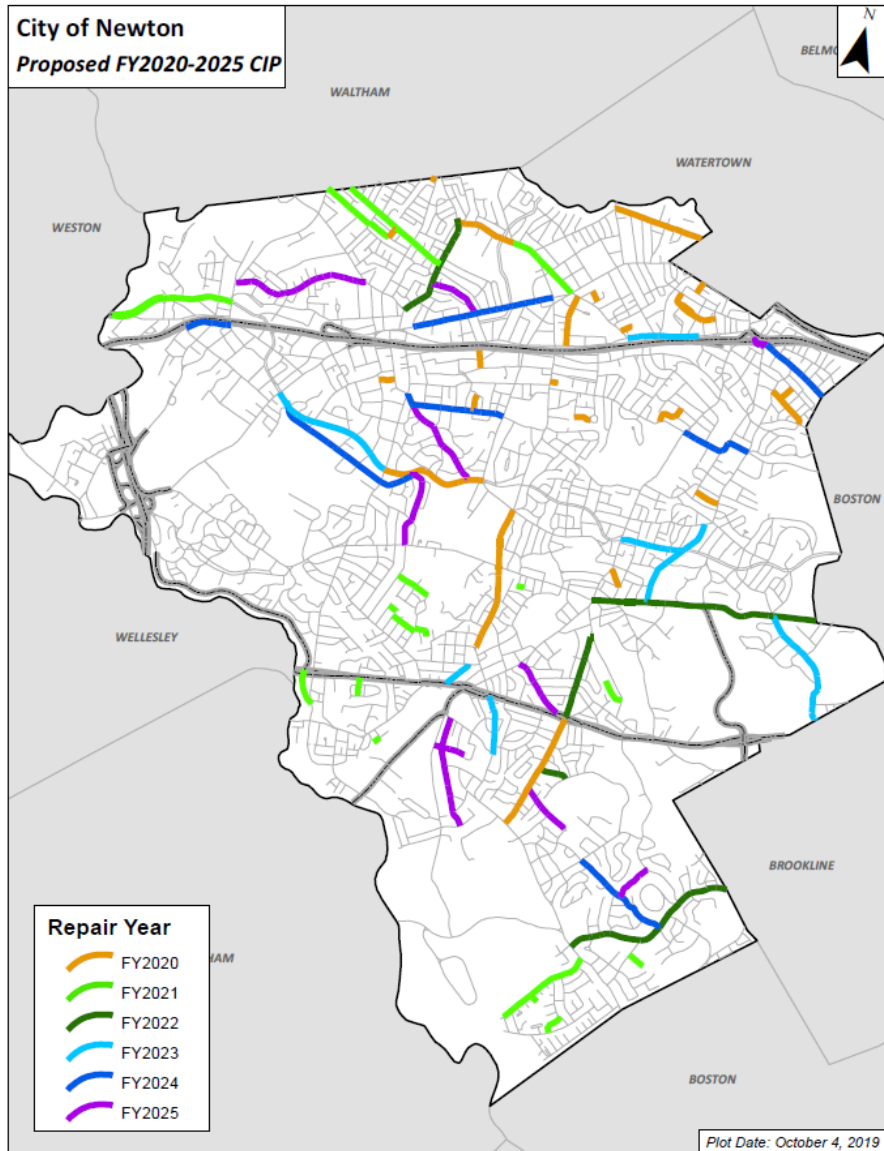 City of Newton
Proposed FY2020-2025 CIP
N
BELMO
WALTHAM
WATERTOWN
WESTON
BOSTON
WELLESLEY
BROOKLINE
Repair Year
HAM
FY2020
FY2021
FY2022
FY2023
FY2024
FY2025
BOSTON
Plot Date: October 4, 2019